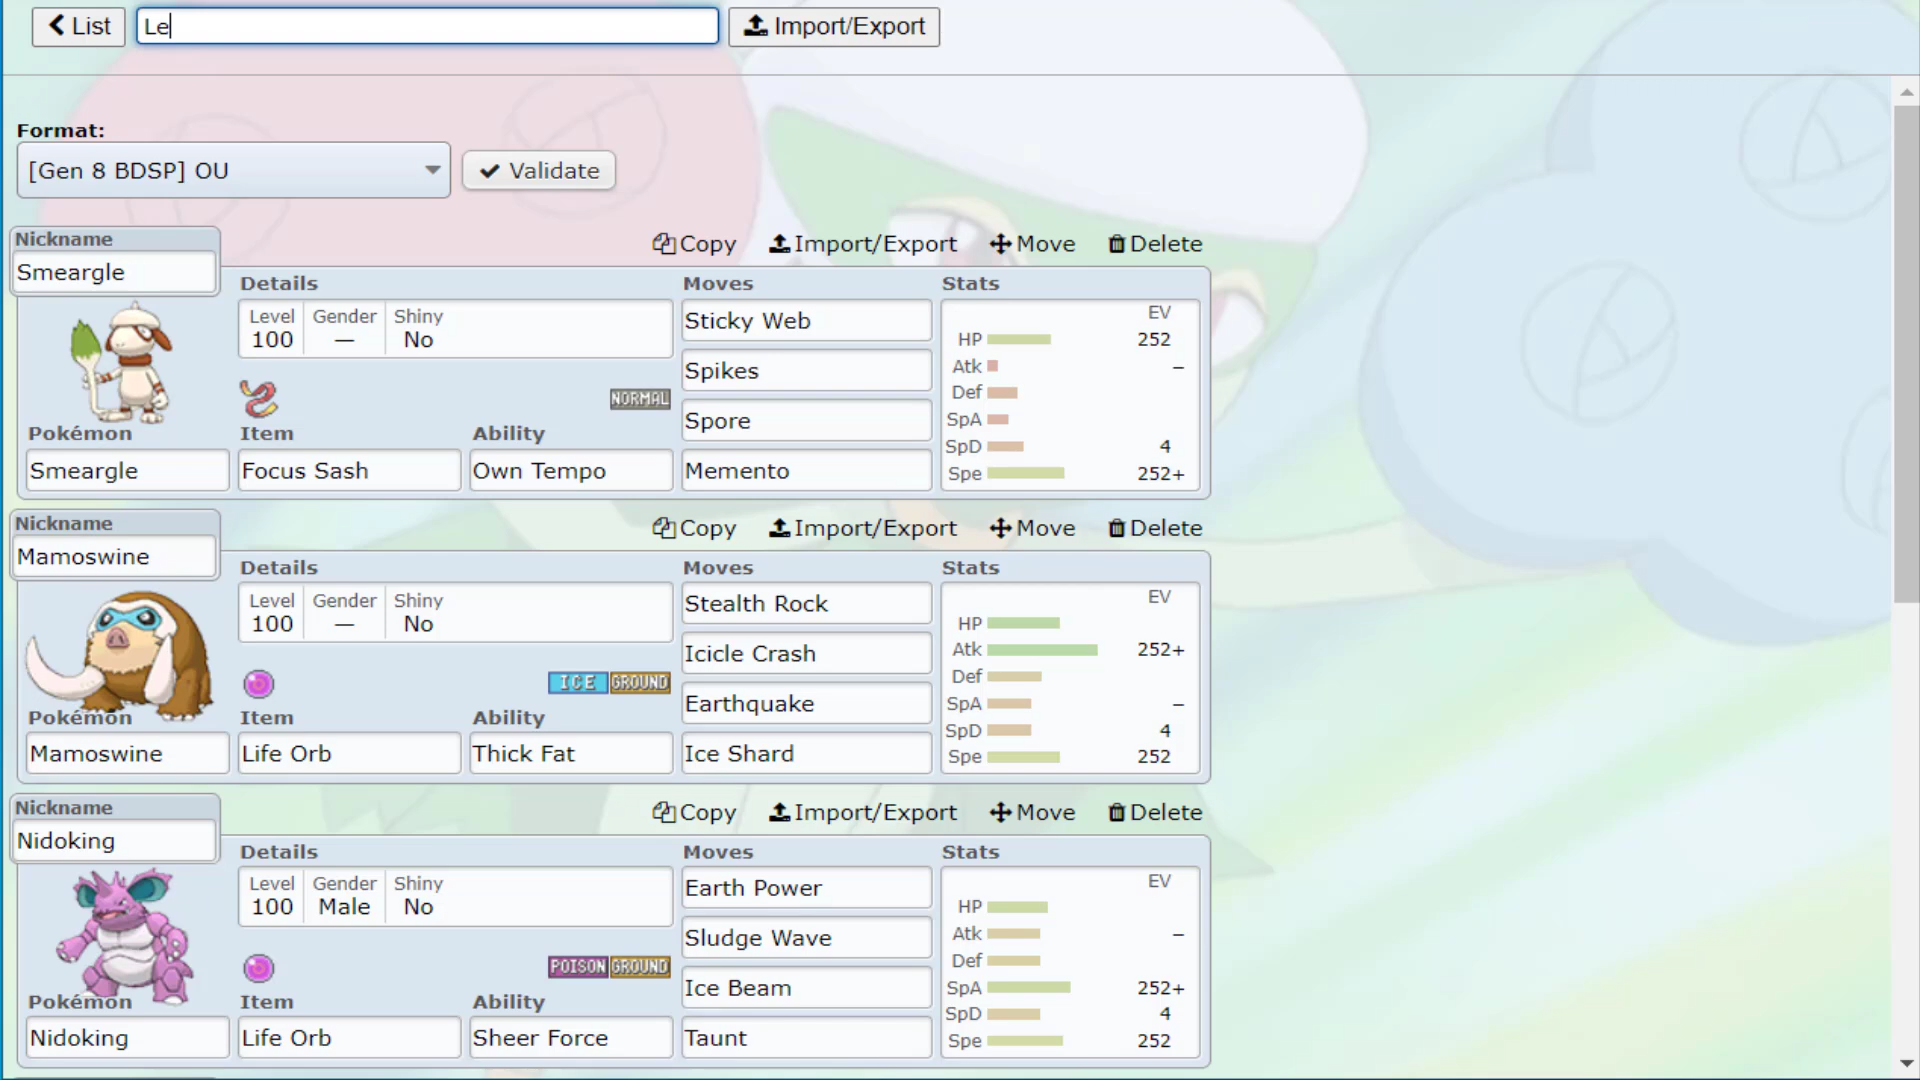 List
Le
Import/Export
Format:
[Gen 8 BDSP] OU
Validate
Nickname
Smeargle
Copy Import/Export Move Delete
Details
Level Gender Shiny
100 — No
NORMAL
Pokémon Item Ability
Smeargle Focus Sash Own Tempo
Moves
Sticky Web
Spikes
Spore
Memento
Stats
EV
HP 252
Atk –
Def
SpA
SpD 4
Spe 252+
Nickname
Mamoswine
Copy Import/Export Move Delete
Details
Level Gender Shiny
100 — No
ICE GROUND
Pokémon Item Ability
Mamoswine Life Orb Thick Fat
Moves
Stealth Rock
Icicle Crash
Earthquake
Ice Shard
Stats
EV
HP
Atk 252+
Def
SpA –
SpD 4
Spe 252
Nickname
Nidoking
Copy Import/Export Move Delete
Details
Level Gender Shiny
100 Male No
POISON GROUND
Pokémon Item Ability
Nidoking Life Orb Sheer Force
Moves
Earth Power
Sludge Wave
Ice Beam
Taunt
Stats
EV
HP
Atk –
Def
SpA 252+
SpD 4
Spe 252